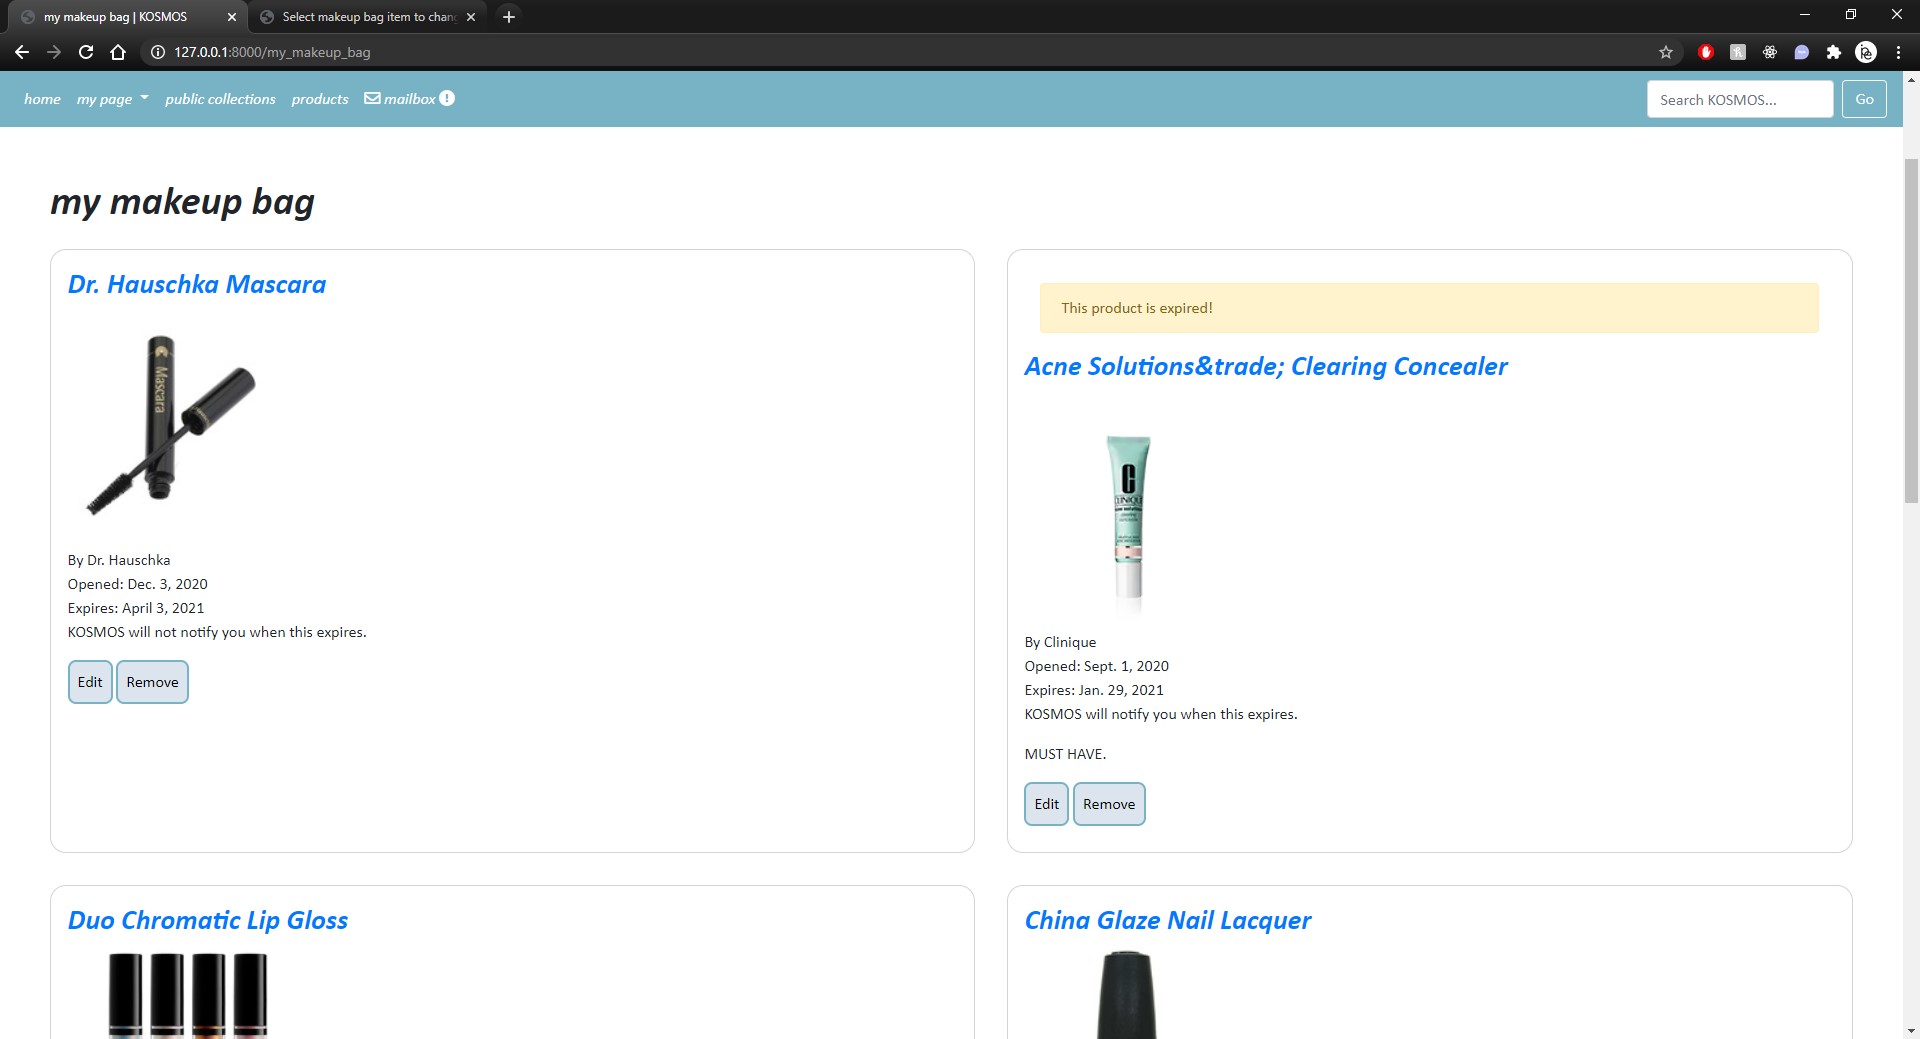 my makeup bag | KOSMOS
Select makeup bag item to chang
127.0.0.1:8000/my_makeup_bag
home my page public collections products mailbox
Search KOSMOS... Go
my makeup bag
Dr. Hauschka Mascara
Mascara
By Dr. Hauschka
Opened: Dec. 3, 2020
Expires: April 3, 2021
KOSMOS will not notify you when this expires.
Edit Remove
This product is expired!
Acne Solutions&trade; Clearing Concealer
CLINIQUE
By Clinique
Opened: Sept. 1, 2020
Expires: Jan. 29, 2021
KOSMOS will notify you when this expires.
MUST HAVE.
Edit Remove
Duo Chromatic Lip Gloss
China Glaze Nail Lacquer